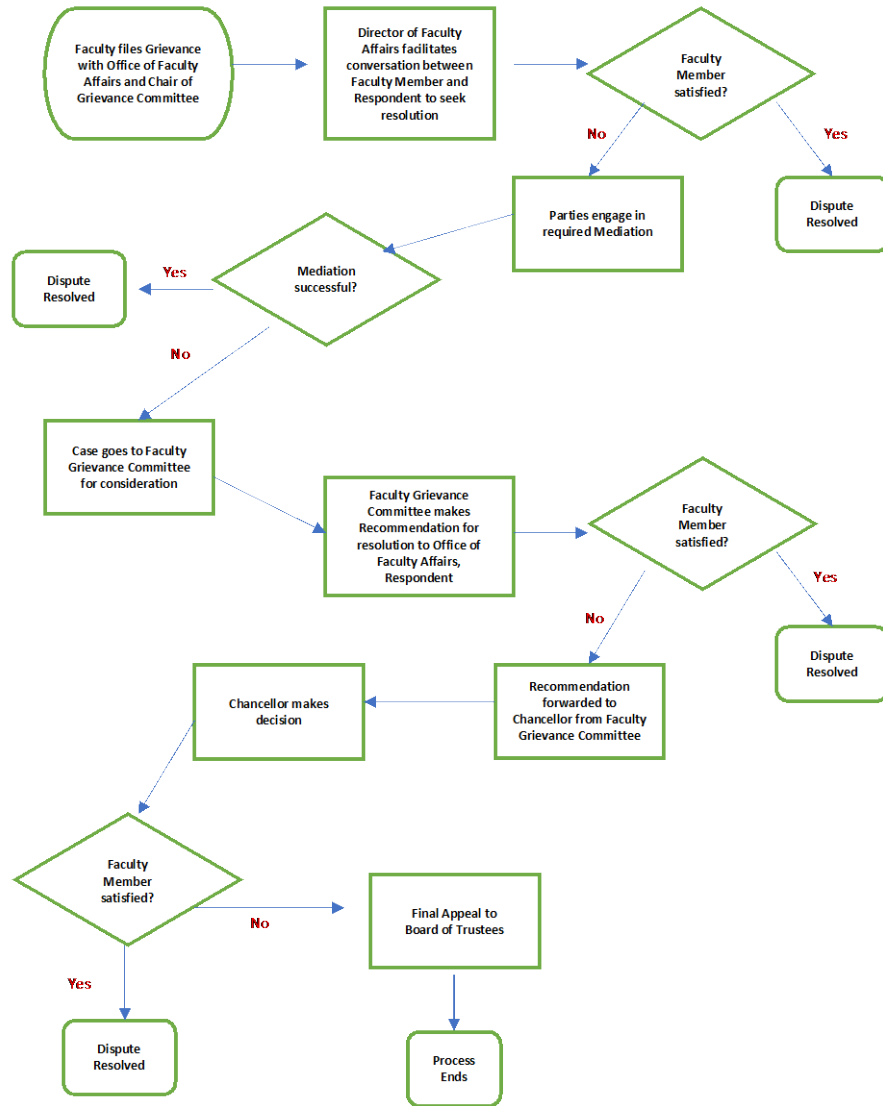 Faculty files Grievance
with Office of Faculty
Affairs and Chair of
Grievance Committee
Director of Faculty
Affairs facilitates
conversation between
Faculty Member and
Respondent to seek
resolution
Faculty
Member
satisfied?
No
Yes
Parties engage in
required Mediation
Dispute
Resolved
Mediation
successful?
Yes
Dispute
Resolved
No
Case goes to Faculty
Grievance Committee
for consideration
Faculty Grievance
Committee makes
Recommendation for
resolution to Office of
Faculty Affairs,
Respondent
Faculty
Member
satisfied?
Yes
No
Dispute
Resolved
Recommendation
forwarded to
Chancellor from Faculty
Grievance Committee
Chancellor makes
decision
Faculty
Member
satisfied?
No
Final Appeal to
Board of Trustees
Yes
Dispute
Resolved
Process
Ends